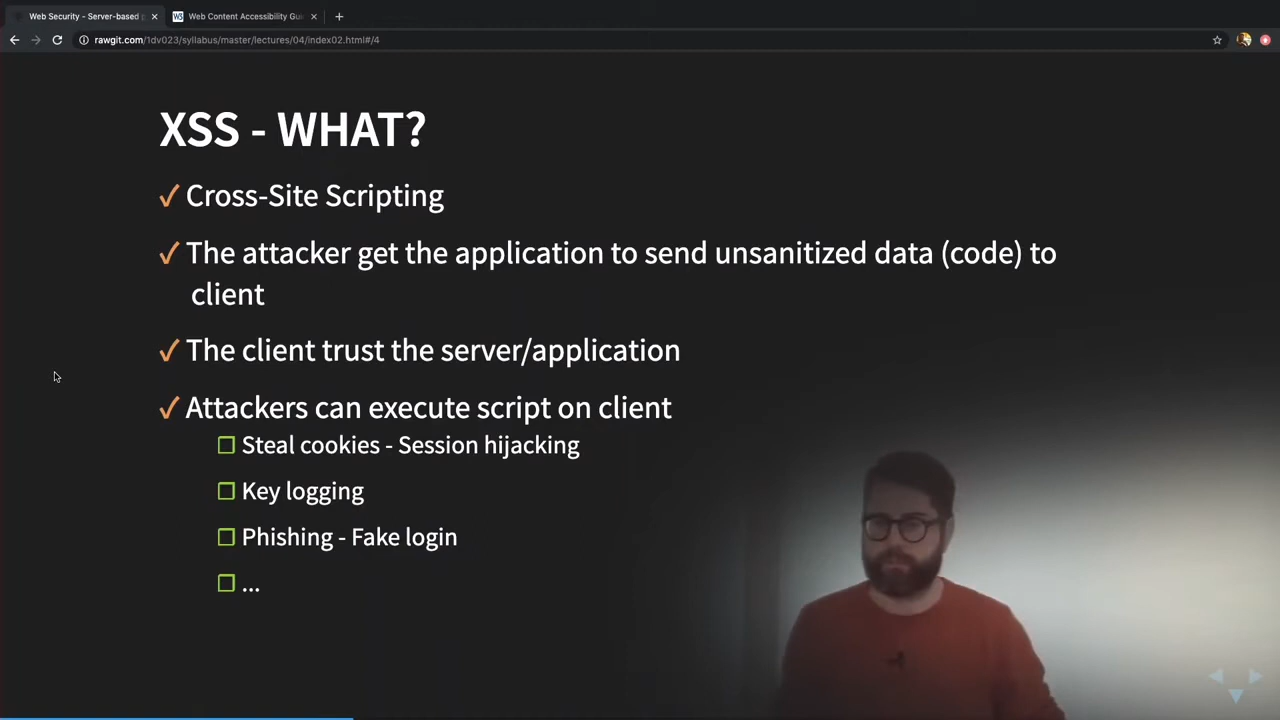 Web Security - Server-based p
Web Content Accessibility Gui
rawgit.com/1dv023/syllabus/master/lectures/04/index02.html#/4
XSS - WHAT?
Cross-Site Scripting
The attacker get the application to send unsanitized data (code) to
client
The client trust the server/application
Attackers can execute script on client
Steal cookies - Session hijacking
Key logging
Phishing - Fake login
...